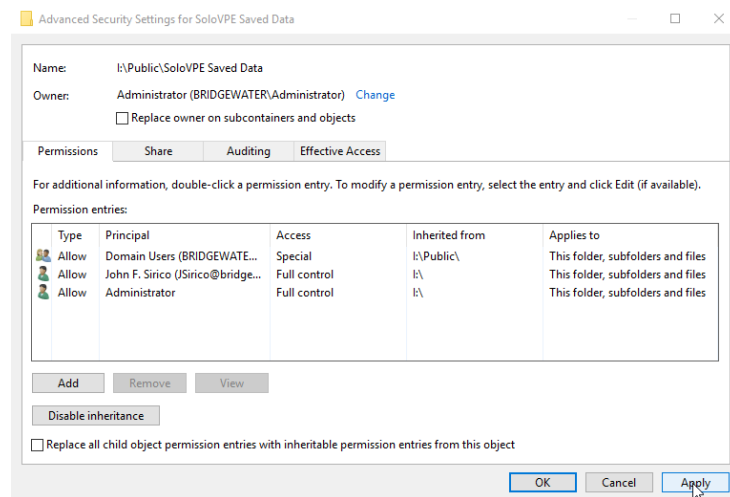 Advanced Security Settings for SoloVPE Saved Data
Name: I:\Public\SoloVPE Saved Data
Owner: Administrator (BRIDGEWATER\Administrator) Change
Replace owner on subcontainers and objects
Permissions Share Auditing Effective Access
For additional information, double-click a permission entry. To modify a permission entry, select the entry and click Edit (if available).
Permission entries:
Type Principal Access Inherited from Applies to
Allow Domain Users (BRIDGEWATE... Special I:\Public\ This folder, subfolders and files
Allow John F. Sirico (JSirico@bridge... Full control I:\ This folder, subfolders and files
Allow Administrator Full control I:\ This folder, subfolders and files
Add Remove View
Disable inheritance
Replace all child object permission entries with inheritable permission entries from this object
OK Cancel Apply